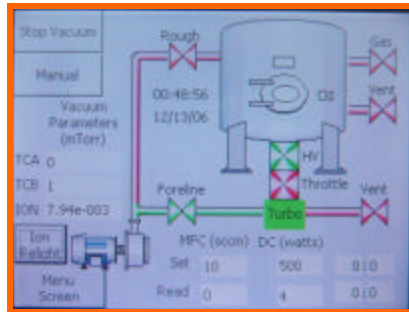 Stop Vacuum
Rough
Gas
Manual
00:48:56
12/13/06
Vent
Vacuum
Parameters
(mTorr)
TCA 0
TCB 1
HV
Throttle
Foreline
Vent
ION 7.94e-003
Turbo
Ion
Relight
MFC (sccm) DC (watts)
Set 10 500 0|0
Menu
Screen
Read 0 4 0|0